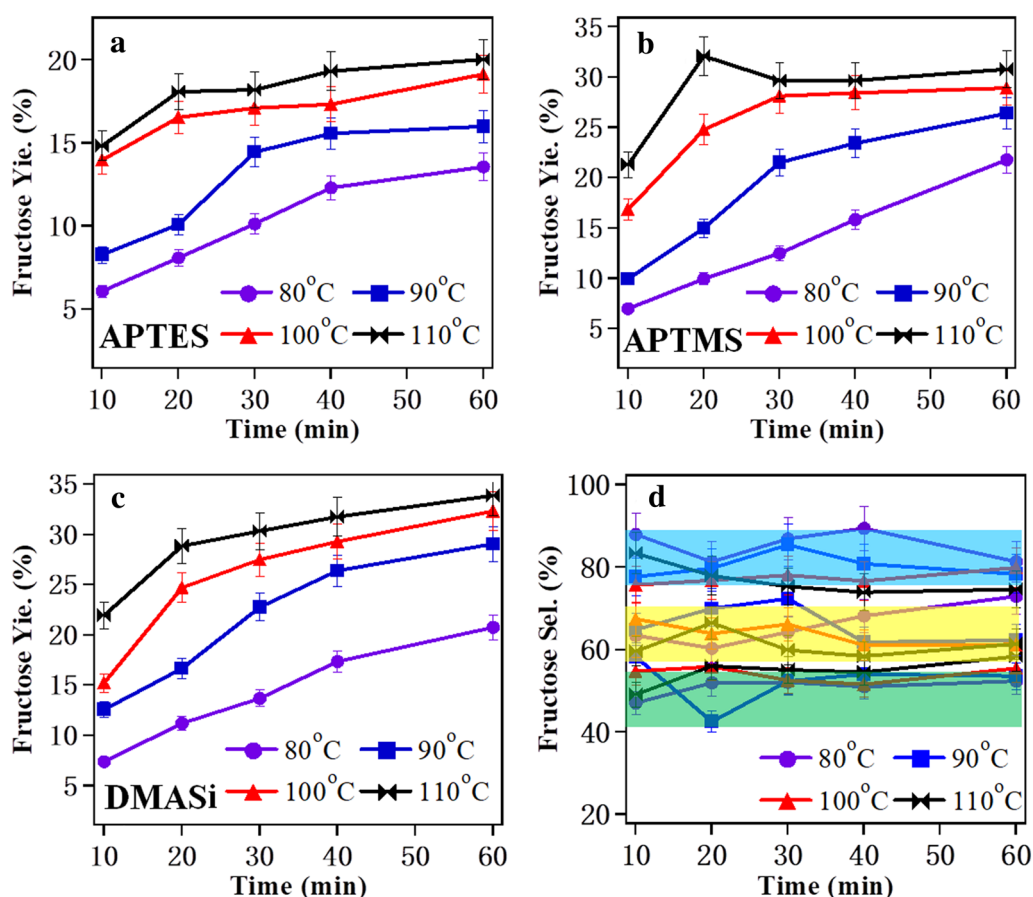 a
Fructose Yie. (%)
20
15
10
5
80°C 90°C
APTES 100°C 110°C
10 20 30 40 50 60
Time (min)
b
Fructose Yie. (%)
35
30
25
20
15
10
5
80°C 90°C
APTMS 100°C 110°C
10 20 30 40 50 60
Time (min)
c
Fructose Yie. (%)
35
30
25
20
15
10
5
80°C 90°C
DMASi 100°C 110°C
10 20 30 40 50 60
Time (min)
d
Fructose Sel. (%)
100
80
60
40
20
80°C 90°C
100°C 110°C
10 20 30 40 50 60
Time (min)